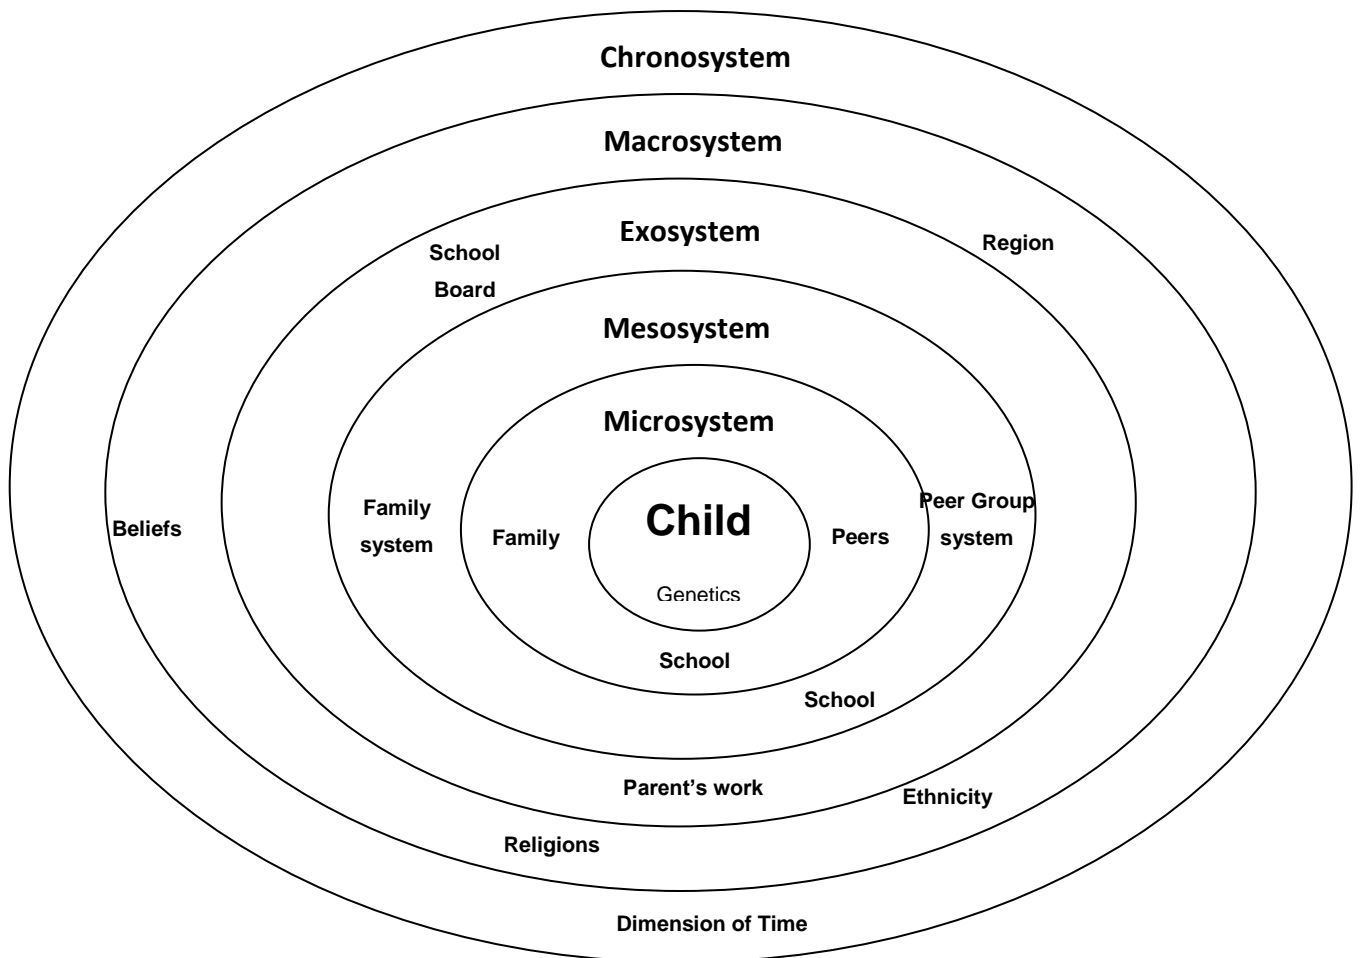 Chronosystem
Macrosystem
Exosystem
Region
School
Board
Mesosystem
Microsystem
Child
Family
system
Family
Peers
Peer Group
system
Beliefs
Genetics
School
School
Parent’s work
Ethnicity
Religions
Dimension of Time